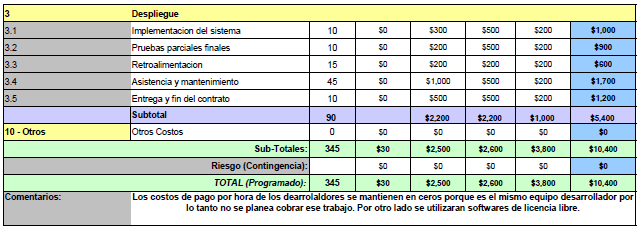 3 Despliegue
3.1 Implementacion del sistema 10 $0 $300 $500 $200 $1,000
3.2 Pruebas parciales finales 10 $0 $200 $500 $200 $900
3.3 Retroalimentacion 15 $0 $200 $200 $200 $600
3.4 Asistencia y mantenimiento 45 $0 $1,000 $500 $200 $1,700
3.5 Entrega y fin del contrato 10 $0 $500 $500 $200 $1,200
Subtotal 90 $2,200 $2,200 $1,000 $5,400
10 - Otros Otros Costos 0 $0 $0 $0 $0 $0
Sub-Totales: 345 $30 $2,500 $2,600 $3,800 $10,400
Riesgo (Contingencia): $0 $0 $0 $0 $0
TOTAL (Programado): 345 $30 $2,500 $2,600 $3,800 $10,400
Comentarios: Los costos de pago por hora de los dearrolaldores se mantienen en ceros porque es el mismo equipo desarrollador por
lo tanto no se planea cobrar ese trabajo. Por otro lado se utilizaran softwares de licencia libre.